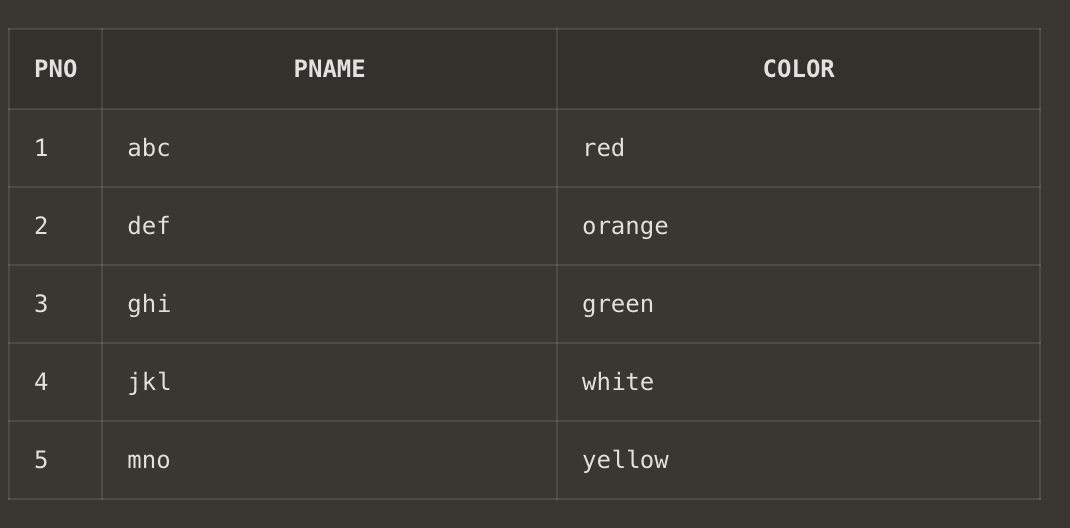 PNO PNAME COLOR
1 abc red
2 def orange
3 ghi green
4 jkl white
5 mno yellow